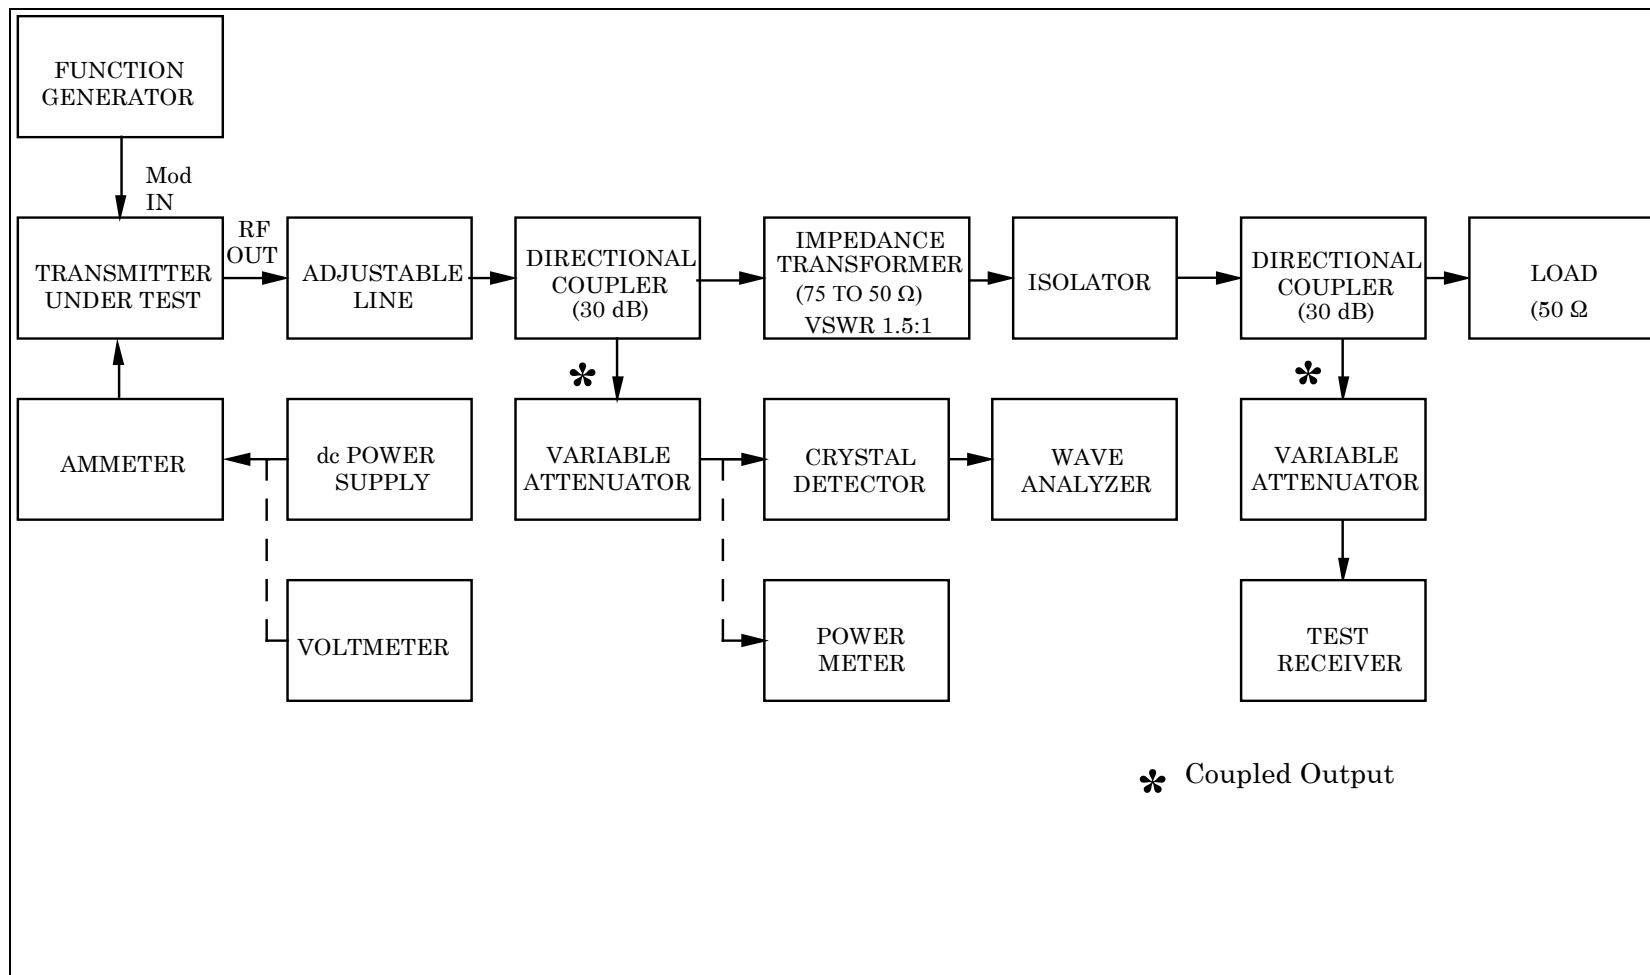 FUNCTION
GENERATOR
Mod
IN
RF
OUT
TRANSMITTER
UNDER TEST
ADJUSTABLE
LINE
DIRECTIONAL
COUPLER
(30 dB)
IMPEDANCE
TRANSFORMER
(75 TO 50 Ω)
VSWR 1.5:1
ISOLATOR
DIRECTIONAL
COUPLER
(30 dB)
LOAD
(50 Ω
*
*
AMMETER
dc POWER
SUPPLY
VARIABLE
ATTENUATOR
CRYSTAL
DETECTOR
WAVE
ANALYZER
VARIABLE
ATTENUATOR
VOLTMETER
POWER
METER
TEST
RECEIVER
* Coupled Output